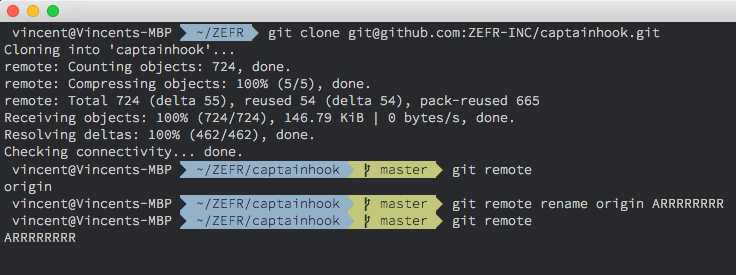 vincent@Vincents-MBP ~/ZEFR git clone git@github.com:ZEFR-INC/captainhook.git
Cloning into 'captainhook'...
remote: Counting objects: 724, done.
remote: Compressing objects: 100% (5/5), done.
remote: Total 724 (delta 55), reused 54 (delta 54), pack-reused 665
Receiving objects: 100% (724/724), 146.79 KiB | 0 bytes/s, done.
Resolving deltas: 100% (462/462), done.
Checking connectivity... done.
vincent@Vincents-MBP ~/ZEFR/captainhook master git remote
origin
vincent@Vincents-MBP ~/ZEFR/captainhook master git remote rename origin ARRRRRRRR
vincent@Vincents-MBP ~/ZEFR/captainhook master git remote
ARRRRRRRR